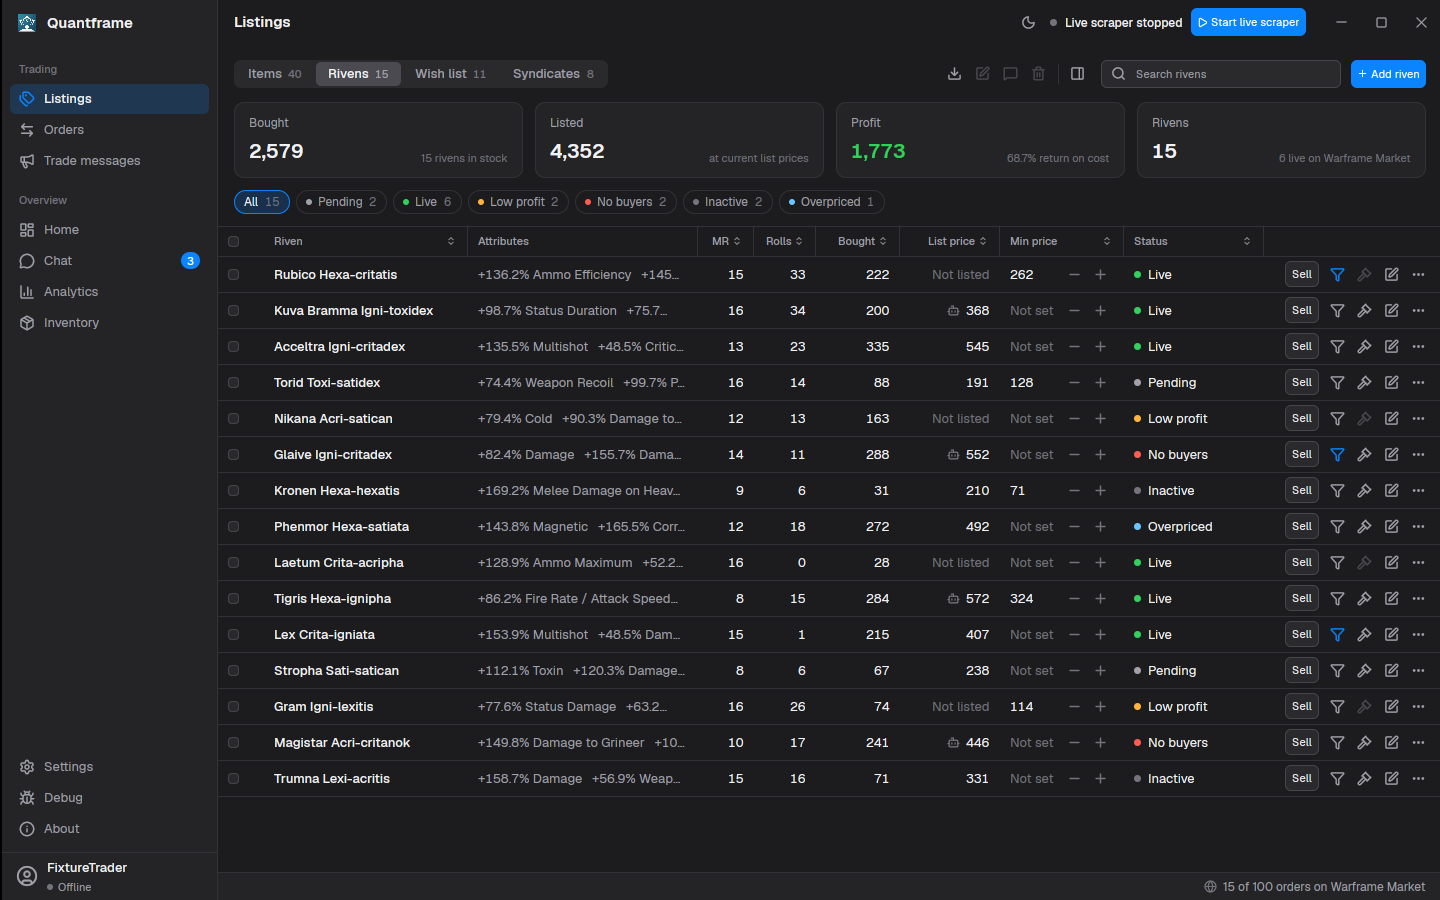 Quantframe
Listings
Live scraper stopped
Start live scraper
Trading
Listings
Orders
Trade messages
Overview
Home
Chat 3
Analytics
Inventory
Settings
Debug
About
FixtureTrader
Offline
Items 40
Rivens 15
Wish list 11
Syndicates 8
Search rivens
+ Add riven
Bought
2,579
15 rivens in stock
Listed
4,352
at current list prices
Profit
1,773
68.7% return on cost
Rivens
15
6 live on Warframe Market
All 15
Pending 2
Live 6
Low profit 2
No buyers 2
Inactive 2
Overpriced 1
Riven Attributes MR Rolls Bought List price Min price Status
Rubico Hexa-critatis +136.2% Ammo Efficiency +145... 15 33 222 Not listed 262 Live Sell
Kuva Bramma Igni-toxidex +98.7% Status Duration +75.7... 16 34 200 368 Not set Live Sell
Acceltra Igni-critadex +135.5% Multishot +48.5% Critic... 13 23 335 545 Not set Live Sell
Torid Toxi-satidex +74.4% Weapon Recoil +99.7% P... 16 14 88 191 128 Pending Sell
Nikana Acri-satican +79.4% Cold +90.3% Damage to... 12 13 163 Not listed Not set Low profit Sell
Glaive Igni-critadex +82.4% Damage +155.7% Dama... 14 11 288 552 Not set No buyers Sell
Kronen Hexa-hexatis +169.2% Melee Damage on Heav... 9 6 31 210 71 Inactive Sell
Phenmor Hexa-satiata +143.8% Magnetic +165.5% Corr... 12 18 272 492 Not set Overpriced Sell
Laetum Crita-acripha +128.9% Ammo Maximum +52.2... 16 0 28 Not listed Not set Live Sell
Tigris Hexa-ignipha +86.2% Fire Rate / Attack Speed... 8 15 284 572 324 Live Sell
Lex Crita-igniata +153.9% Multishot +48.5% Dam... 15 1 215 407 Not set Live Sell
Stropha Sati-satican +112.1% Toxin +120.3% Damage... 8 6 67 238 Not set Pending Sell
Gram Igni-lexitis +77.6% Status Damage +63.2... 16 26 74 Not listed 114 Low profit Sell
Magistar Acri-critanok +149.8% Damage to Grineer +10... 10 17 241 446 Not set No buyers Sell
Trumna Lexi-acritis +158.7% Damage +56.9% Weap... 15 16 71 331 Not set Inactive Sell
15 of 100 orders on Warframe Market